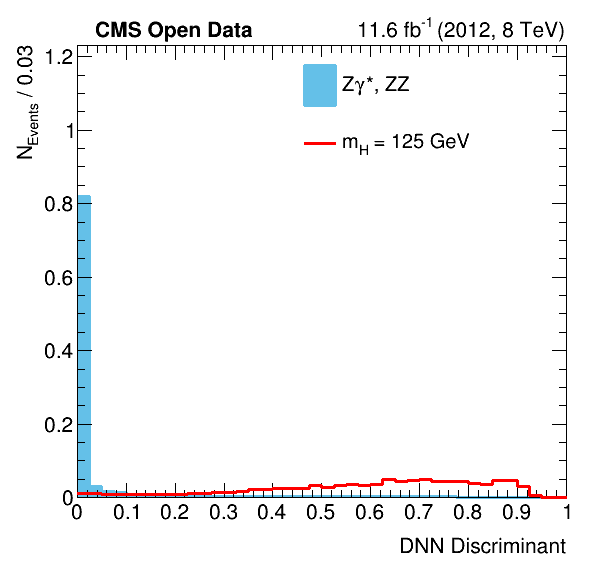 CMS Open Data 11.6 fb⁻¹ (2012, 8 TeV)
N_Events / 0.03
1.2
1
0.8
0.6
0.4
0.2
0
Zγ*, ZZ
m_H = 125 GeV
0 0.1 0.2 0.3 0.4 0.5 0.6 0.7 0.8 0.9 1
DNN Discriminant